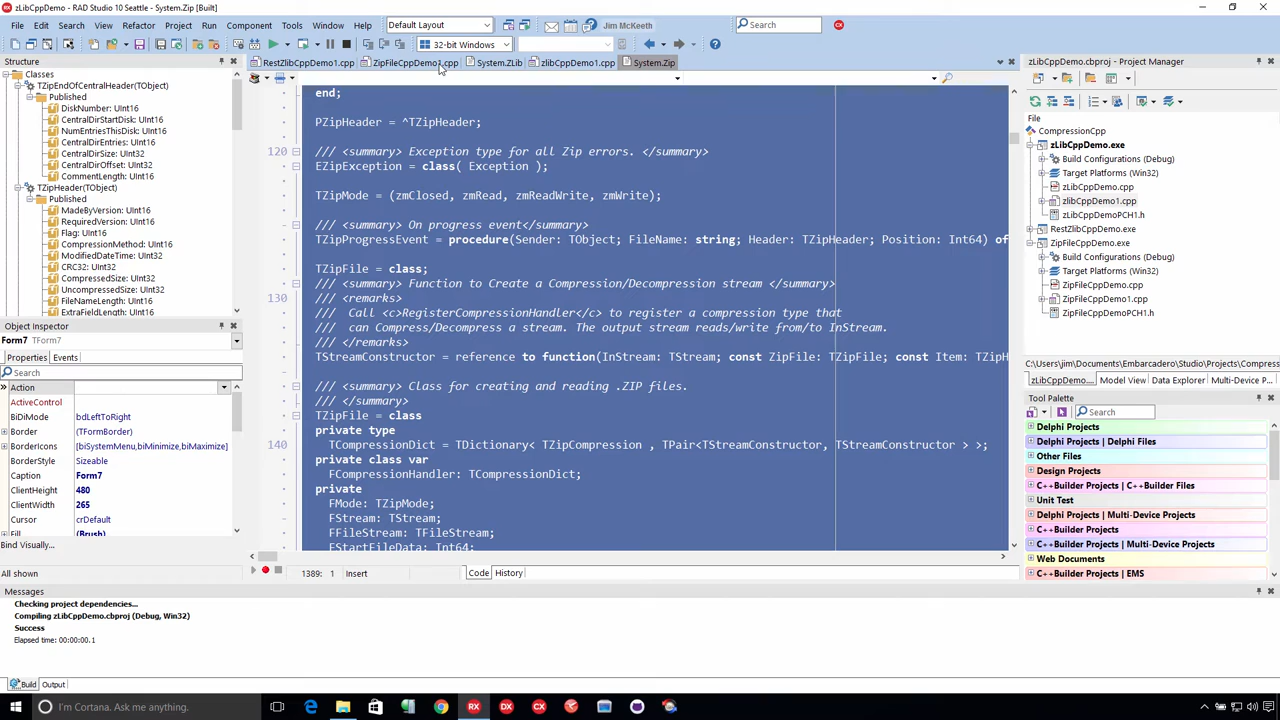 zLibCppDemo - RAD Studio 10 Seattle - System.Zip [Built]
File Edit Search View Refactor Project Run Component Tools Window Help Default Layout Jim McKeeth Search
32-bit Windows
Structure
Classes
TZipEndOfCentralHeader(TObject)
Published
DiskNumber: UInt16
CentralDirStartDisk: UInt16
NumEntriesThisDisk: UInt16
CentralDirEntries: UInt16
CentralDirSize: UInt32
CentralDirOffset: UInt32
CommentLength: UInt16
TZipHeader(TObject)
Published
MadeByVersion: UInt16
RequiredVersion: UInt16
Flag: UInt16
CompressionMethod: UInt16
ModifiedDateTime: UInt32
CRC32: UInt32
CompressedSize: UInt32
UncompressedSize: UInt32
FileNameLength: UInt16
ExtraFieldLength: UInt16
Object Inspector
Form7 TForm7
Properties Events
Search
Action
ActiveControl
BiDiMode bdLeftToRight
Border (TFormBorder)
BorderIcons [biSystemMenu,biMinimize,biMaximize]
BorderStyle Sizeable
Caption Form7
ClientHeight 480
ClientWidth 265
Cursor crDefault
Fill (Brush)
Bind Visually...
All shown
RestZlibCppDemo1.cpp ZipFileCppDemo1.cpp System.ZLib zlibCppDemo1.cpp System.Zip
end;
PZipHeader = ^TZipHeader;
120 /// <summary> Exception type for all Zip errors. </summary>
EZipException = class( Exception );
TZipMode = (zmClosed, zmRead, zmReadWrite, zmWrite);
/// <summary> On progress event</summary>
TZipProgressEvent = procedure(Sender: TObject; FileName: string; Header: TZipHeader; Position: Int64) of
TZipFile = class;
/// <summary> Function to Create a Compression/Decompression stream </summary>
130 /// <remarks>
/// Call <c>RegisterCompressionHandler</c> to register a compression type that
/// can Compress/Decompress a stream. The output stream reads/write from/to InStream.
/// </remarks>
TStreamConstructor = reference to function(InStream: TStream; const ZipFile: TZipFile; const Item: TZipH
/// <summary> Class for creating and reading .ZIP files.
/// </summary>
TZipFile = class
private type
140 TCompressionDict = TDictionary< TZipCompression , TPair<TStreamConstructor, TStreamConstructor > >;
private class var
FCompressionHandler: TCompressionDict;
private
FMode: TZipMode;
FStream: TStream;
FFileStream: TFileStream;
FStartFileData: Int64;
1389: 1 Insert Code History
zLibCppDemo.cbproj - Project Manager
File
CompressionCpp
zLibCppDemo.exe
Build Configurations (Debug)
Target Platforms (Win32)
zLibCppDemo.cpp
zlibCppDemo1.cpp
zLibCppDemoPCH1.h
RestZlibCppDemo.exe
ZipFileCppDemo.exe
Build Configurations (Debug)
Target Platforms (Win32)
ZipFileCppDemo.cpp
ZipFileCppDemo1.cpp
ZipFileCppDemoPCH1.h
C:\Users\jim\Documents\Embarcadero\Studio\Projects\Compress
zLibCppDemo.... Model View Data Explorer Multi-Device P...
Tool Palette
Search
Delphi Projects
Delphi Projects | Delphi Files
Other Files
Design Projects
C++Builder Projects | C++Builder Files
Unit Test
Delphi Projects | Multi-Device Projects
C++Builder Projects
C++Builder Projects | Multi-Device Projects
Web Documents
C++Builder Projects | EMS
Messages
Checking project dependencies...
Compiling zLibCppDemo.cbproj (Debug, Win32)
Success
Elapsed time: 00:00:00.1
Build Output
I'm Cortana. Ask me anything.